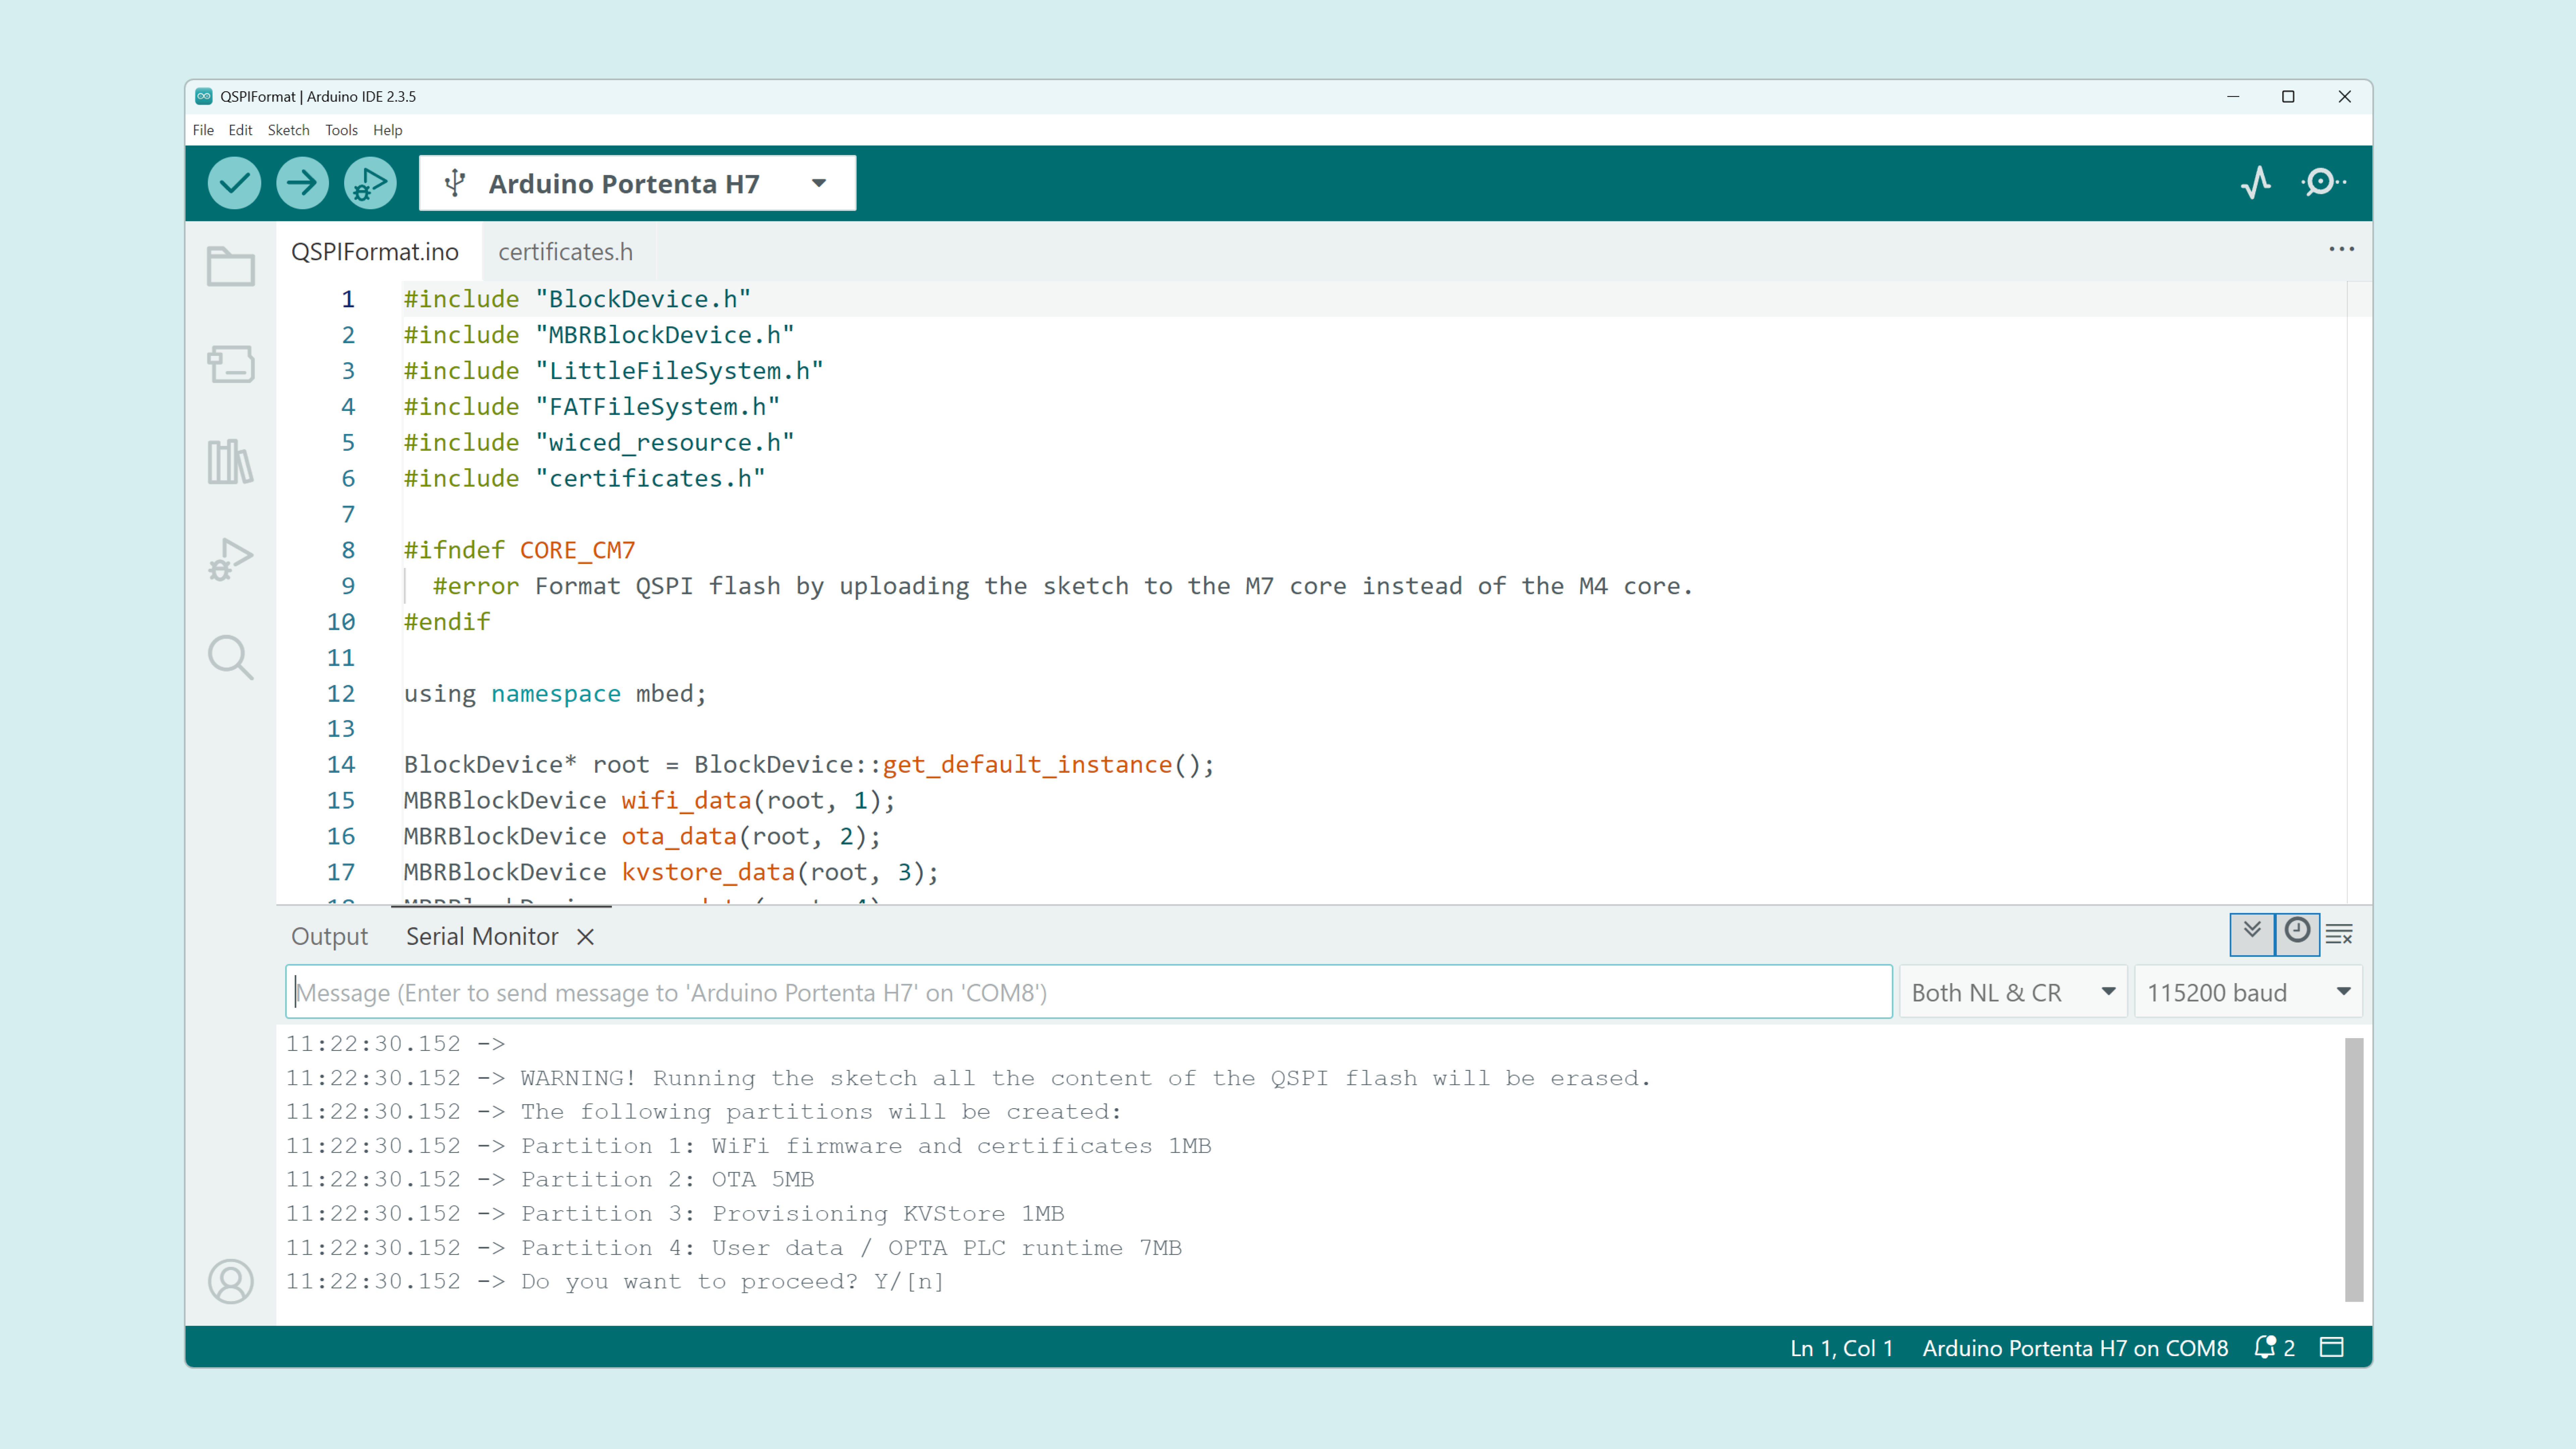 QSPIFormat | Arduino IDE 2.3.5
File Edit Sketch Tools Help
Arduino Portenta H7
QSPIFormat.ino certificates.h
1 #include "BlockDevice.h"
2 #include "MBRBlockDevice.h"
3 #include "LittleFileSystem.h"
4 #include "FATFileSystem.h"
5 #include "wiced_resource.h"
6 #include "certificates.h"
7
8 #ifndef CORE_CM7
9 #error Format QSPI flash by uploading the sketch to the M7 core instead of the M4 core.
10 #endif
11
12 using namespace mbed;
13
14 BlockDevice* root = BlockDevice::get_default_instance();
15 MBRBlockDevice wifi_data(root, 1);
16 MBRBlockDevice ota_data(root, 2);
17 MBRBlockDevice kvstore_data(root, 3);
Output Serial Monitor
Message (Enter to send message to 'Arduino Portenta H7' on 'COM8') Both NL & CR 115200 baud
11:22:30.152 ->
11:22:30.152 -> WARNING! Running the sketch all the content of the QSPI flash will be erased.
11:22:30.152 -> The following partitions will be created:
11:22:30.152 -> Partition 1: WiFi firmware and certificates 1MB
11:22:30.152 -> Partition 2: OTA 5MB
11:22:30.152 -> Partition 3: Provisioning KVStore 1MB
11:22:30.152 -> Partition 4: User data / OPTA PLC runtime 7MB
11:22:30.152 -> Do you want to proceed? Y/[n]
Ln 1, Col 1 Arduino Portenta H7 on COM8 2